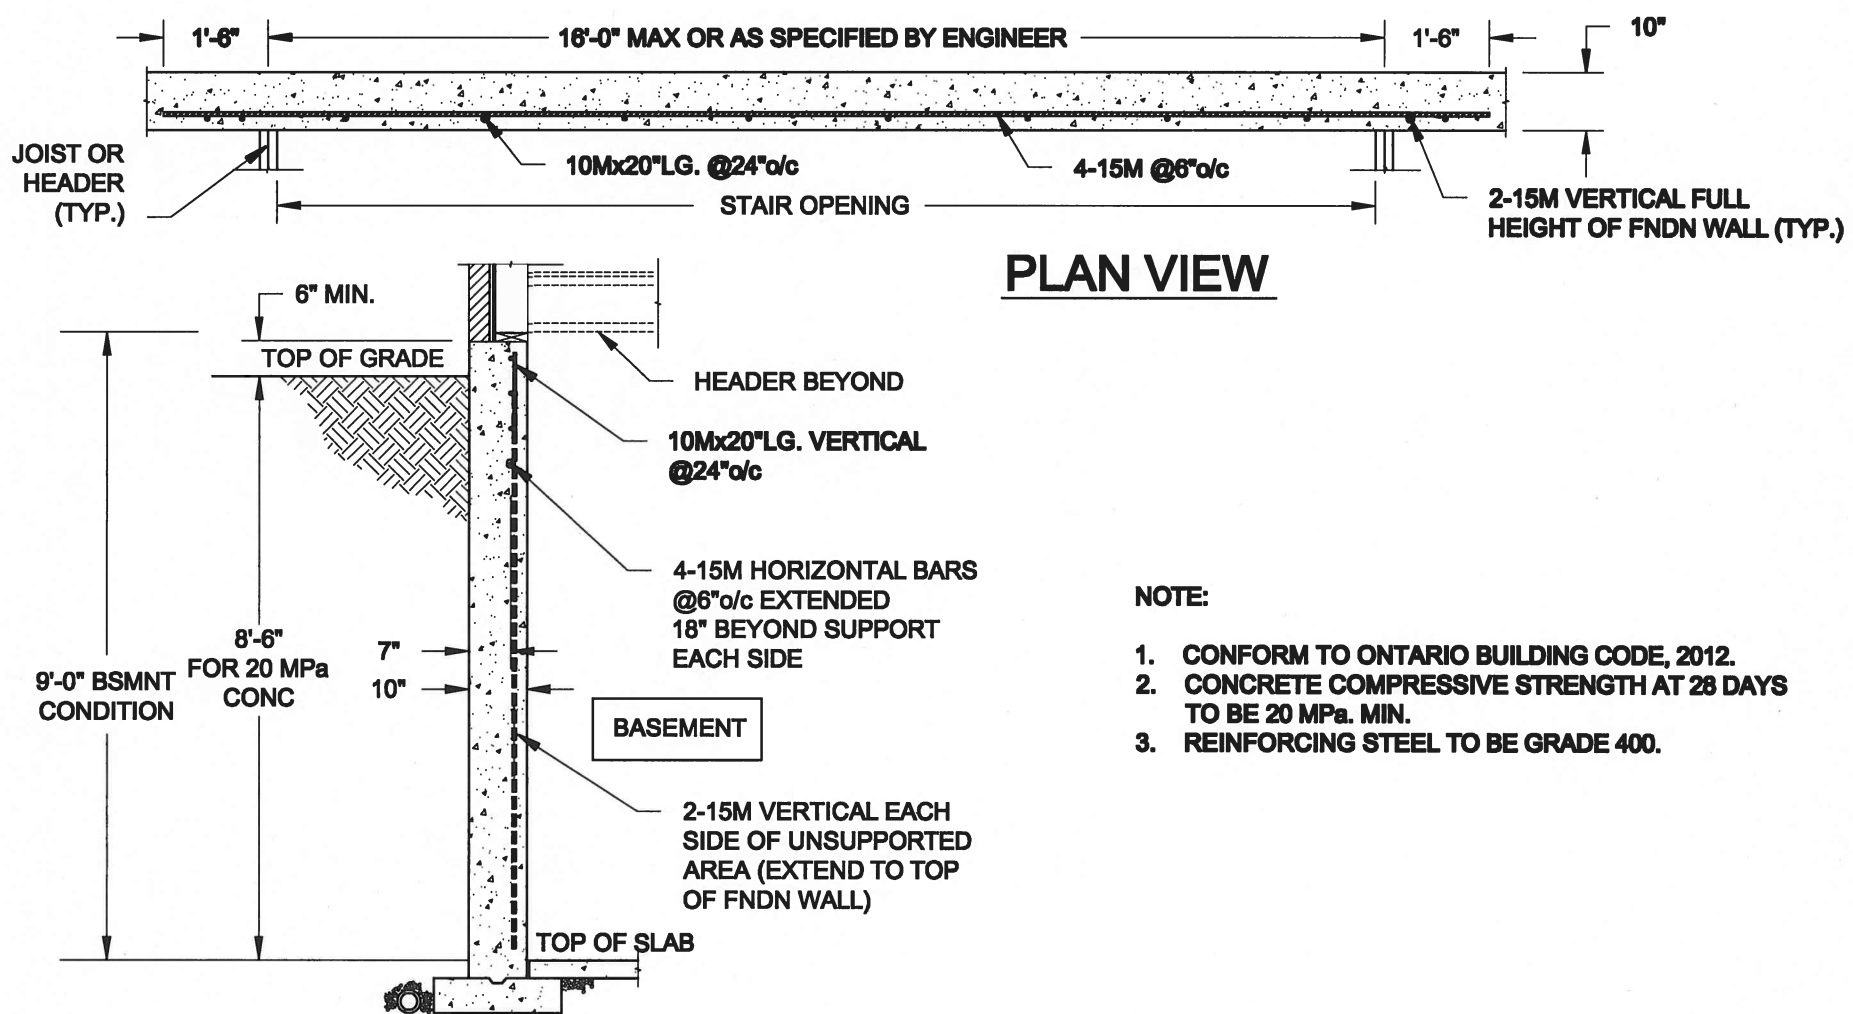 1'-6"
16'-0" MAX OR AS SPECIFIED BY ENGINEER
1'-6"
10"
JOIST OR
HEADER
(TYP.)
10Mx20"LG. @24"o/c
4-15M @6"o/c
STAIR OPENING
2-15M VERTICAL FULL
HEIGHT OF FNDN WALL (TYP.)
PLAN VIEW
6" MIN.
TOP OF GRADE
HEADER BEYOND
10Mx20"LG. VERTICAL
@24"o/c
4-15M HORIZONTAL BARS
@6"o/c EXTENDED
18" BEYOND SUPPORT
EACH SIDE
9'-0" BSMNT
CONDITION
8'-6"
FOR 20 MPa
CONC
7"
10"
BASEMENT
2-15M VERTICAL EACH
SIDE OF UNSUPPORTED
AREA (EXTEND TO TOP
OF FNDN WALL)
TOP OF SLAB
NOTE:
1. CONFORM TO ONTARIO BUILDING CODE, 2012.
2. CONCRETE COMPRESSIVE STRENGTH AT 28 DAYS
TO BE 20 MPa. MIN.
3. REINFORCING STEEL TO BE GRADE 400.